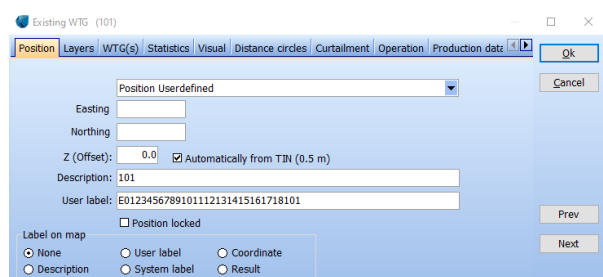 Existing WTG (101)
Position Layers WTG(s) Statistics Visual Distance circles Curtailment Operation Production data
Ok
Position Userdefined
Cancel
Easting
Northing
Z (Offset): 0.0 Automatically from TIN (0.5 m)
Description: 101
User label: E01234567891011121314151617181​01
Position locked
Prev
Label on map
None User label Coordinate
Next
Description System label Result